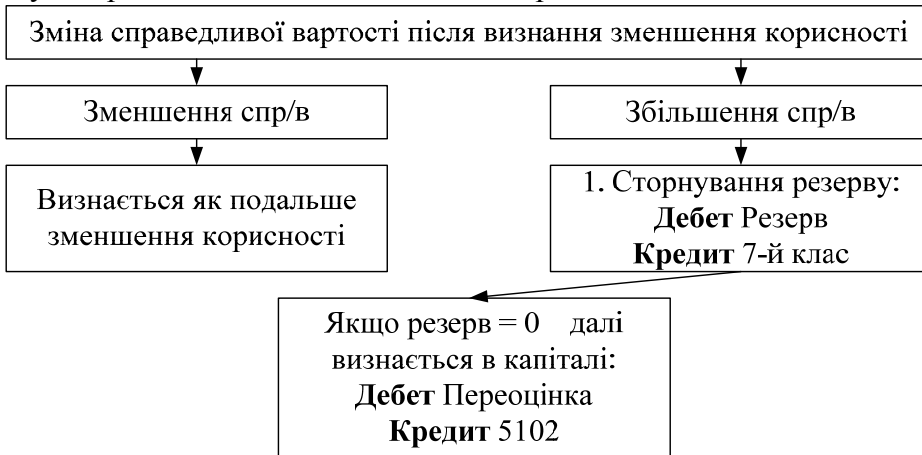 Зміна справедливої вартості після визнання зменшення корисності
Зменшення спр/в
Збільшення спр/в
Визнається як подальше
зменшення корисності
1. Сторнування резерву:
Дебет Резерв
Кредит 7-й клас
Якщо резерв = 0 далі
визнається в капіталі:
Дебет Переоцінка
Кредит 5102